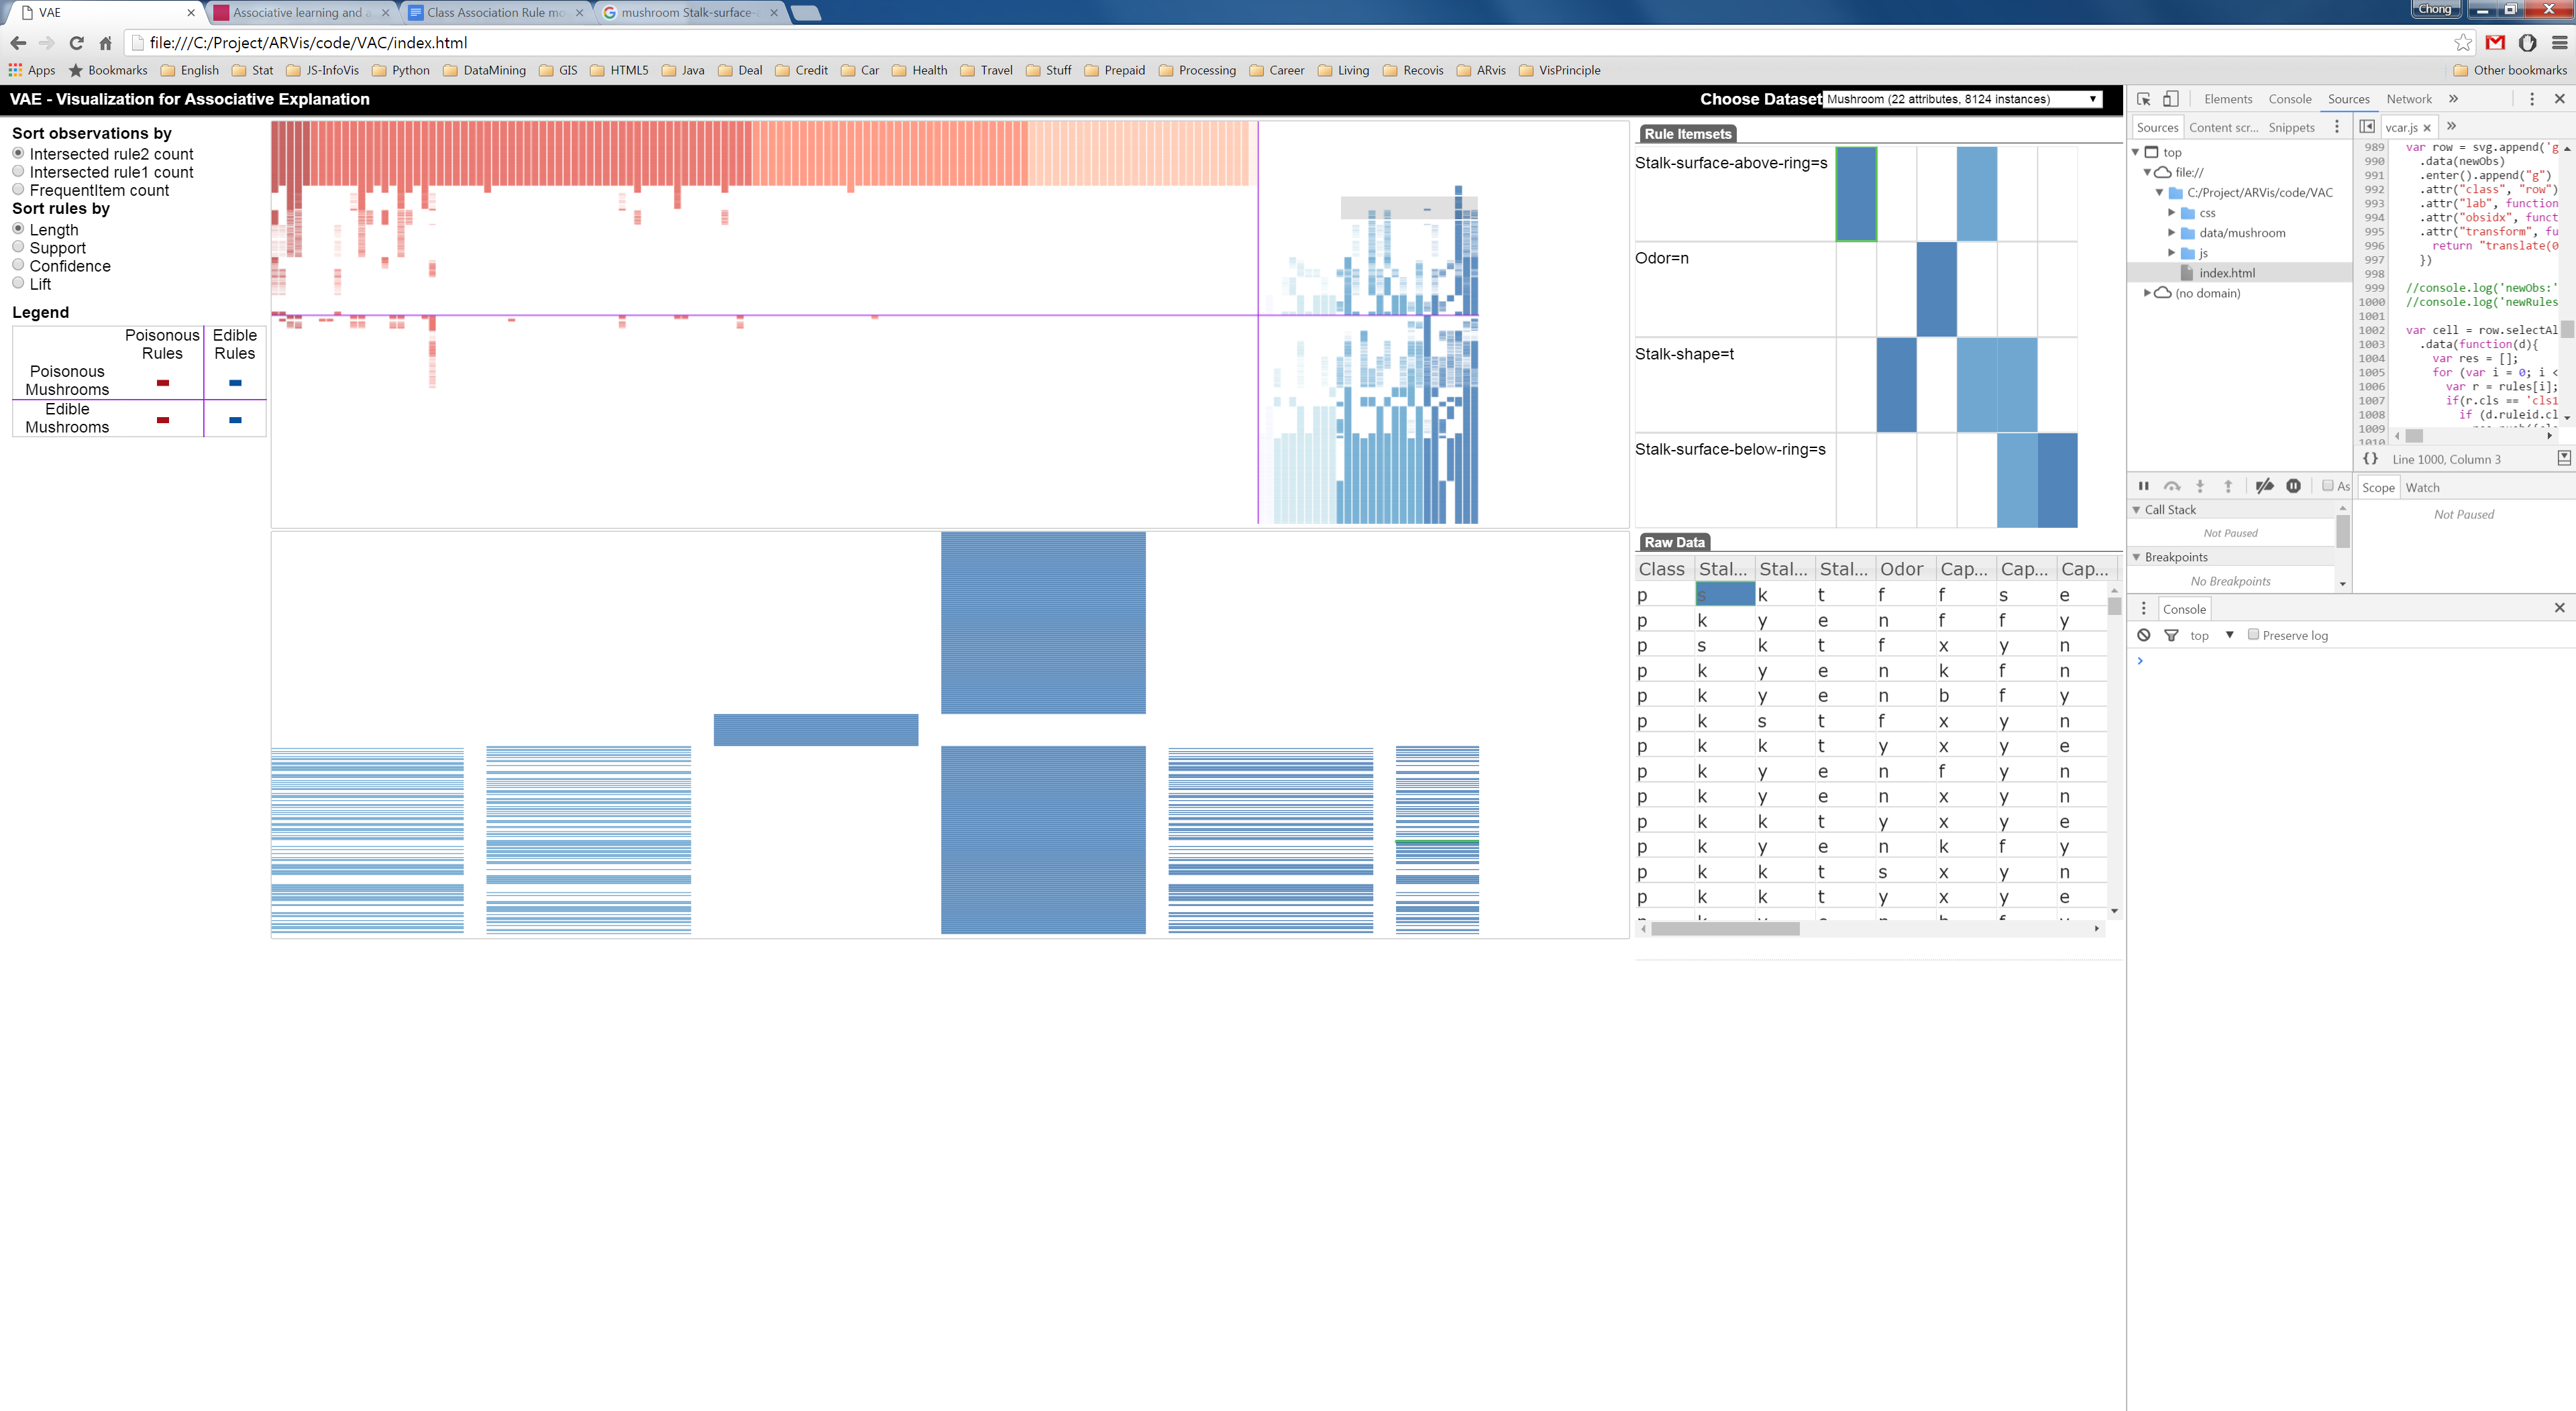 VAE
Associative learning and a
Class Association Rule mo
mushroom Stalk-surface-
Chong
file:///C:/Project/ARVis/code/VAC/index.html
Apps Bookmarks English Stat JS-InfoVis Python DataMining GIS HTML5 Java Deal Credit Car Health Travel Stuff Prepaid Processing Career Living Recovis ARvis VisPrinciple Other bookmarks
VAE - Visualization for Associative Explanation
Choose Dataset Mushroom (22 attributes, 8124 instances)
Sort observations by
Intersected rule2 count
Intersected rule1 count
FrequentItem count
Sort rules by
Length
Support
Confidence
Lift
Legend
Poisonous Rules
Edible Rules
Poisonous Mushrooms
Edible Mushrooms
Rule Itemsets
Stalk-surface-above-ring=s
Odor=n
Stalk-shape=t
Stalk-surface-below-ring=s
Raw Data
Class Stal... Stal... Stal... Odor Cap... Cap... Cap...
p s k t f f s e
p k y e n f f y
p s k t f x y n
p k y e n k f n
p k y e n b f y
p k s t f x y n
p k k t y x y e
p k y e n f y n
p k y e n x y n
p k k t y x y e
p k y e n k f y
p k k t s x y n
p k k t y x y e
Elements Console Sources Network »
Sources Content scr... Snippets
vcar.js × »
top
file://
C:/Project/ARVis/code/VAC
css
data/mushroom
js
index.html
(no domain)
989 var row = svg.append('g
990 .data(newObs)
991 .enter().append("g")
992 .attr("class", "row")
993 .attr("lab", function
994 .attr("obsidx", funct
995 .attr("transform", fu
996 return "translate(0
997 })
998
999 //console.log('newObs:'
1000 //console.log('newRules
1001
1002 var cell = row.selectAl
1003 .data(function(d){
1004 var res = [];
1005 for (var i = 0; i <
1006 var r = rules[i];
1007 if(r.cls == 'cls1
1008 if (d.ruleid.cl
1009
1010
{} Line 1000, Column 3
As
Scope Watch
Call Stack
Not Paused
Not Paused
Breakpoints
No Breakpoints
Console
top Preserve log